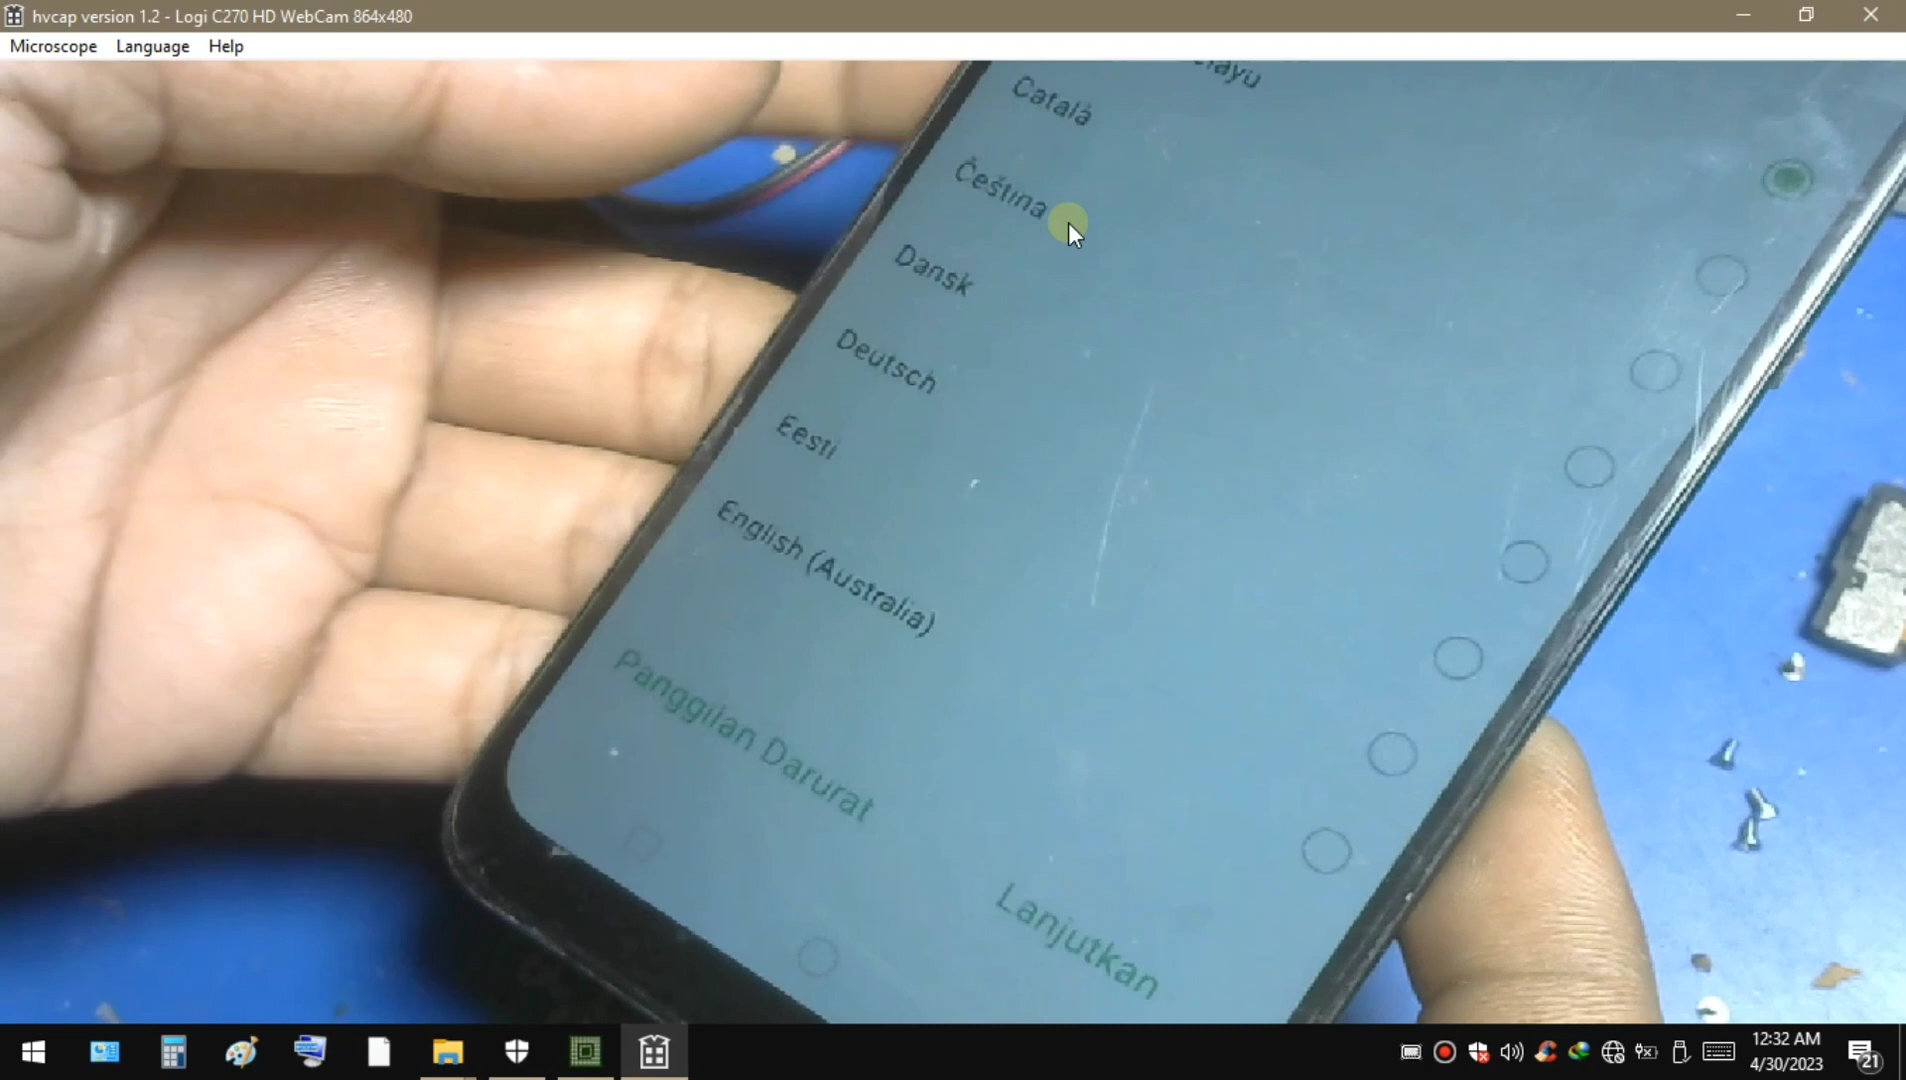 hvcap version 1.2 - Logi C270 HD WebCam 864x480
Microscope Language Help
Català
Čeština
Dansk
Deutsch
Eesti
English (Australia)
Panggilan Darurat
Lanjutkan
12:32 AM
4/30/2023
21